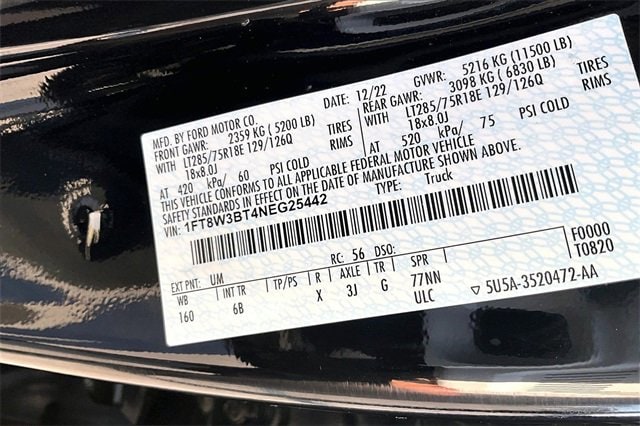 MFD. BY FORD MOTOR CO.
DATE: 12/22 GVWR: 5216 KG (11500 LB)
FRONT GAWR: 2359 KG ( 5200 LB) REAR GAWR: 3098 KG ( 6830 LB)
WITH LT285/75R18E 129/126Q TIRES WITH LT285/75R18E 129/126Q TIRES
18x8.0J RIMS 18x8.0J RIMS
AT 420 kPa/ 60 PSI COLD AT 520 kPa/ 75 PSI COLD
THIS VEHICLE CONFORMS TO ALL APPLICABLE FEDERAL MOTOR VEHICLE
SAFETY STANDARDS IN EFFECT ON THE DATE OF MANUFACTURE SHOWN ABOVE.
VIN: 1FT8W3BT4NEG25442 TYPE: Truck
F0000
T0820
EXT PNT: UM RC: 56 DSO:
WB INT TR TP/PS R AXLE TR SPR
160 6B X 3J G 77NN
ULC
▽ 5U5A-3520472-AA